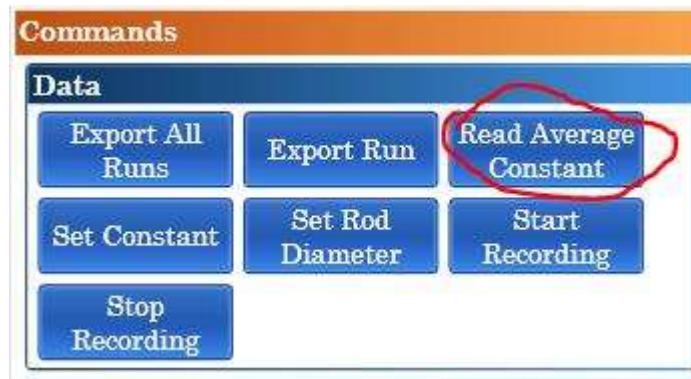 Commands
Data
Export All
Runs
Export Run
Read Average
Constant
Set Constant
Set Rod
Diameter
Start
Recording
Stop
Recording